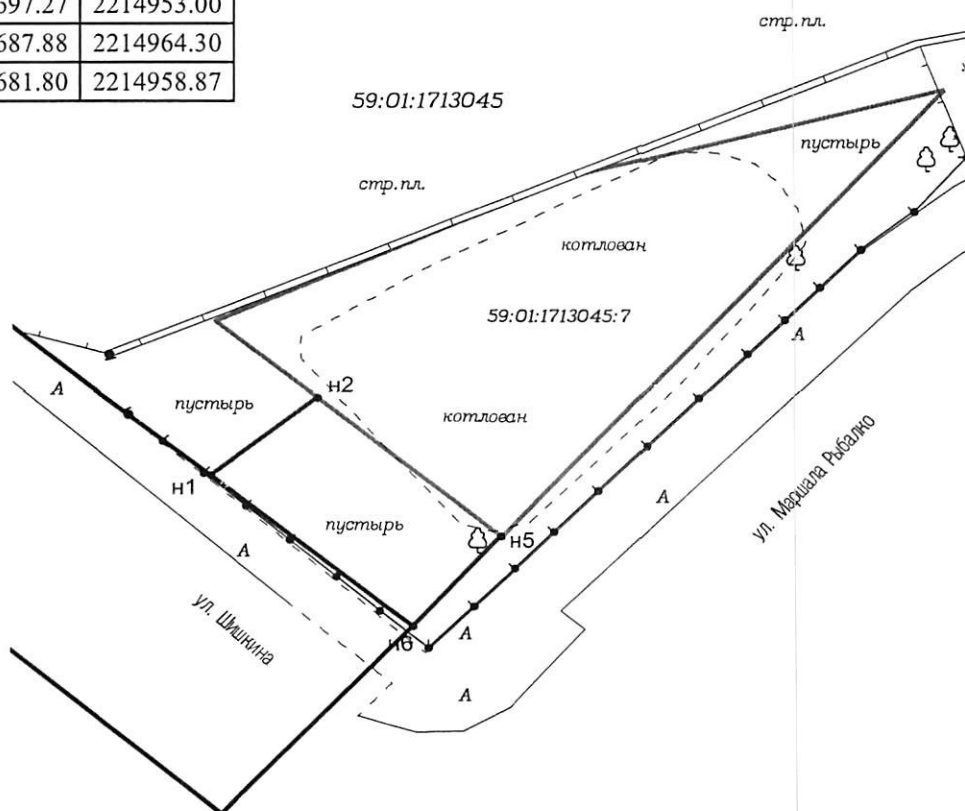 697.27 2214953.00
687.88 2214964.30
681.80 2214958.87
стр.пл.
59:01:1713045
пустырь
стр.пл.
котлован
59:01:1713045:7
А
н2
пустырь
А
котлован
н1
пустырь
А
ул. Маршала Рыбалко
н5
А
ул. Шишкина
н6
А
А